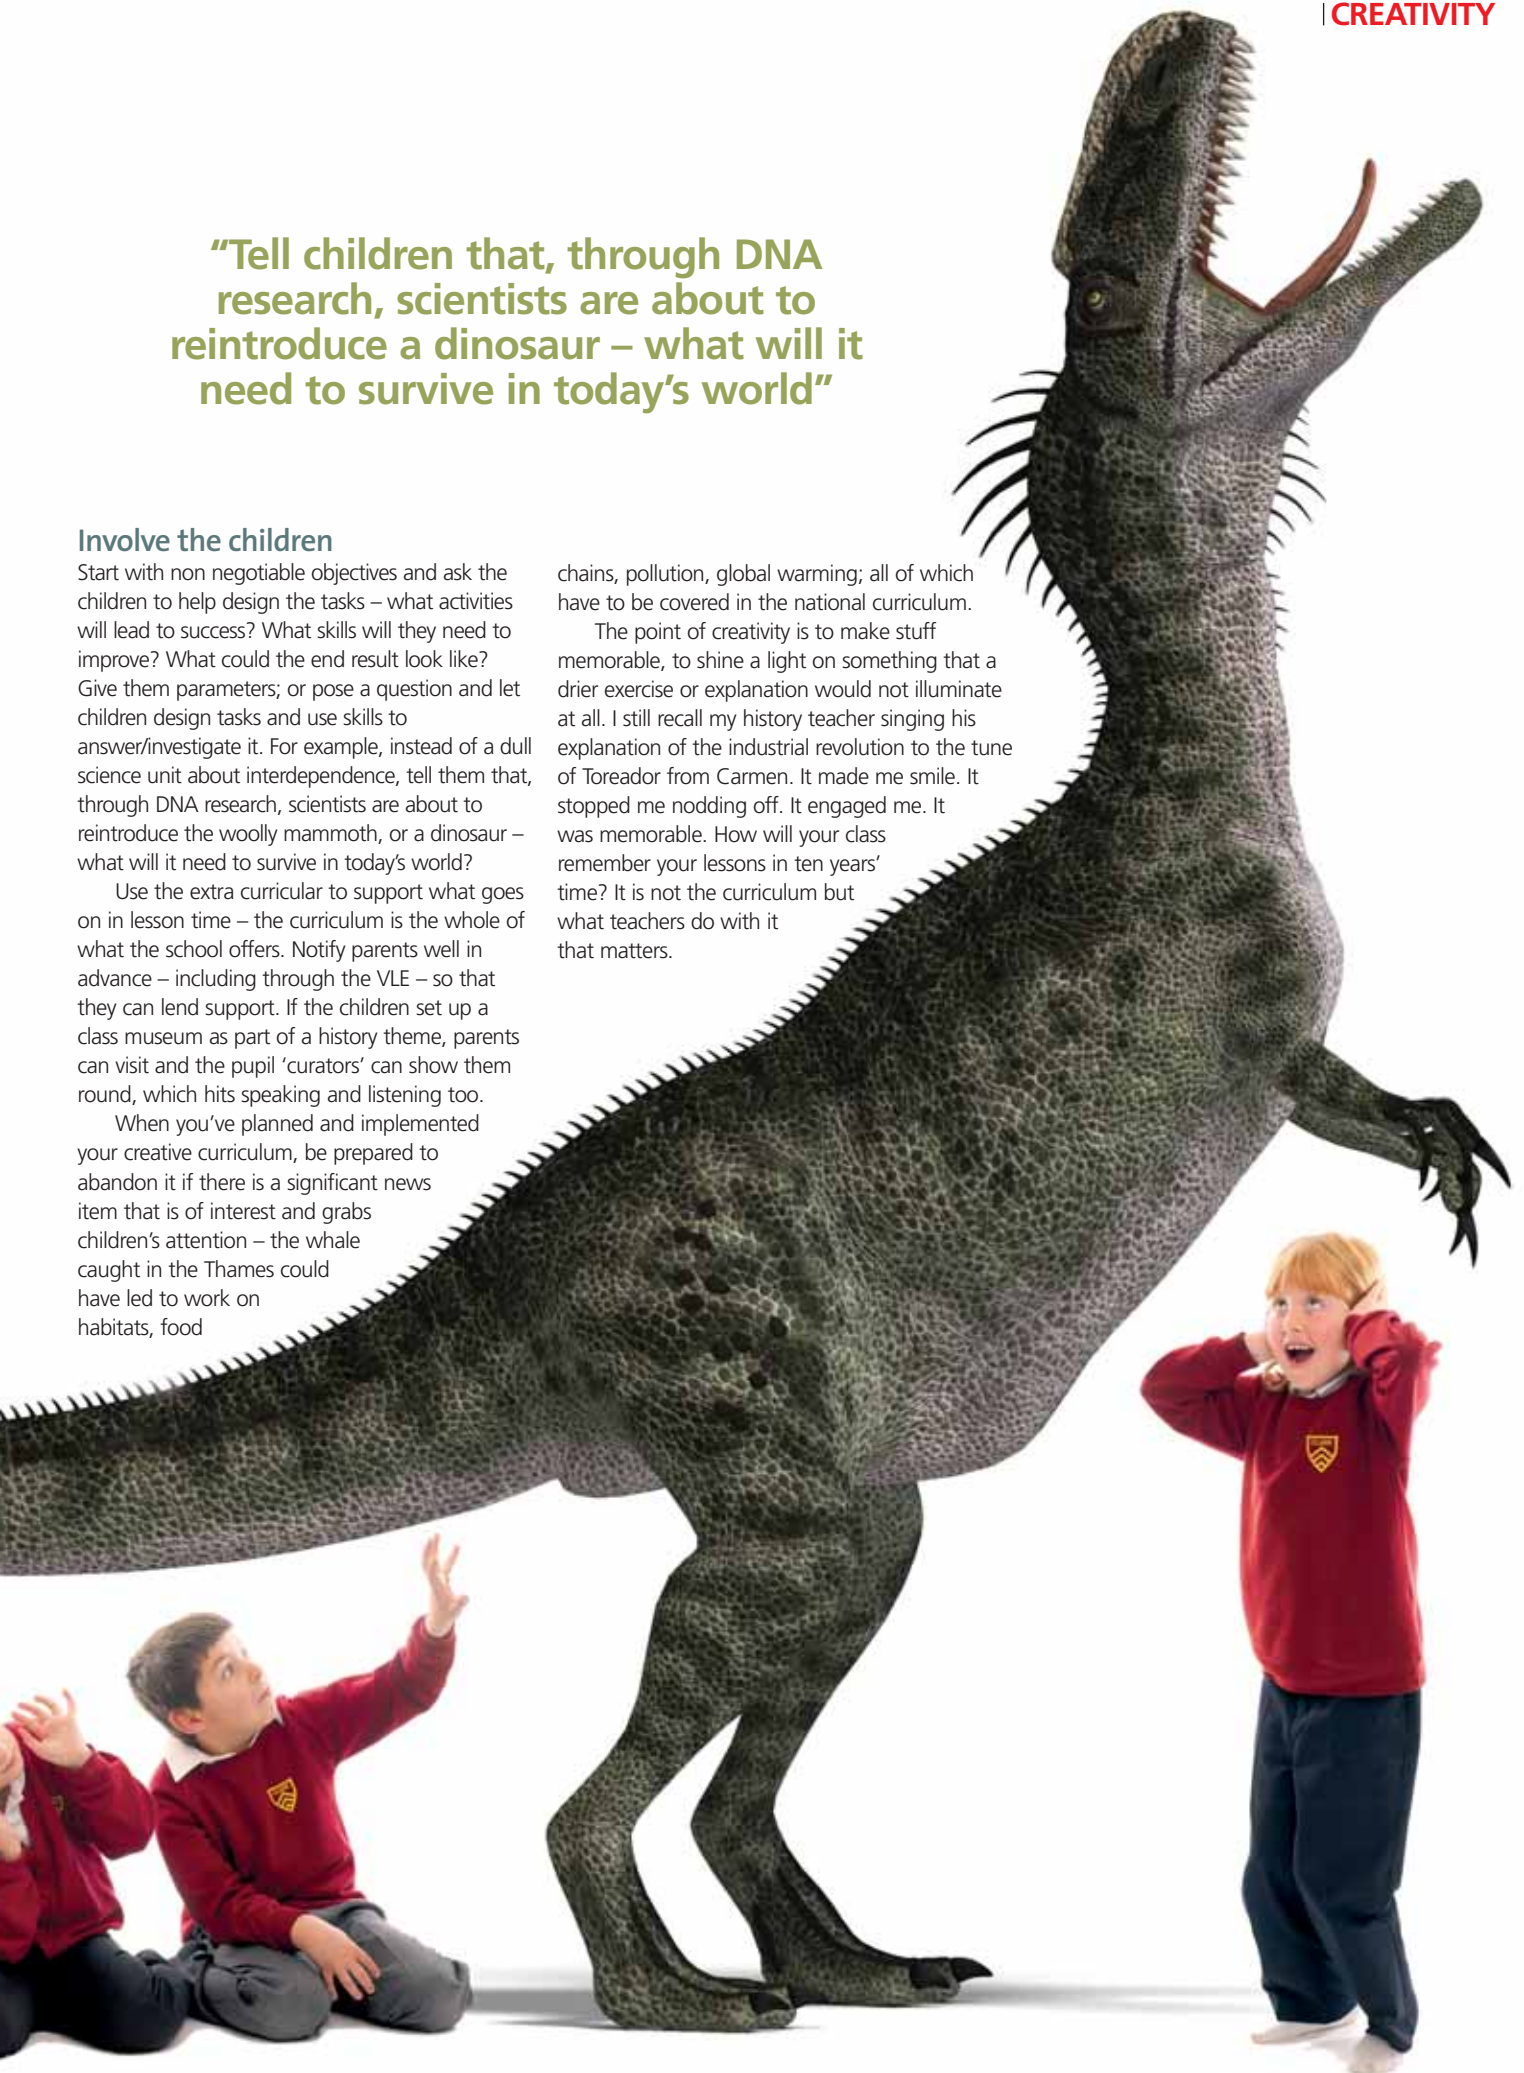 CREATIVITY
“Tell children that, through DNA
research, scientists are about to
reintroduce a dinosaur – what will it
need to survive in today’s world”
Involve the children
Start with non negotiable objectives and ask the
children to help design the tasks – what activities
will lead to success? What skills will they need to
improve? What could the end result look like?
Give them parameters; or pose a question and let
children design tasks and use skills to
answer/investigate it. For example, instead of a dull
science unit about interdependence, tell them that,
through DNA research, scientists are about to
reintroduce the woolly mammoth, or a dinosaur –
what will it need to survive in today’s world?
Use the extra curricular to support what goes
on in lesson time – the curriculum is the whole of
what the school offers. Notify parents well in
advance – including through the VLE – so that
they can lend support. If the children set up a
class museum as part of a history theme, parents
can visit and the pupil ‘curators’ can show them
round, which hits speaking and listening too.
When you’ve planned and implemented
your creative curriculum, be prepared to
abandon it if there is a significant news
item that is of interest and grabs
children’s attention – the whale
caught in the Thames could
have led to work on
habitats, food
chains, pollution, global warming; all of which
have to be covered in the national curriculum.
The point of creativity is to make stuff
memorable, to shine a light on something that a
drier exercise or explanation would not illuminate
at all. I still recall my history teacher singing his
explanation of the industrial revolution to the tune
of Toreador from Carmen. It made me smile. It
stopped me nodding off. It engaged me. It
was memorable. How will your class
remember your lessons in ten years’
time? It is not the curriculum but
what teachers do with it
that matters.